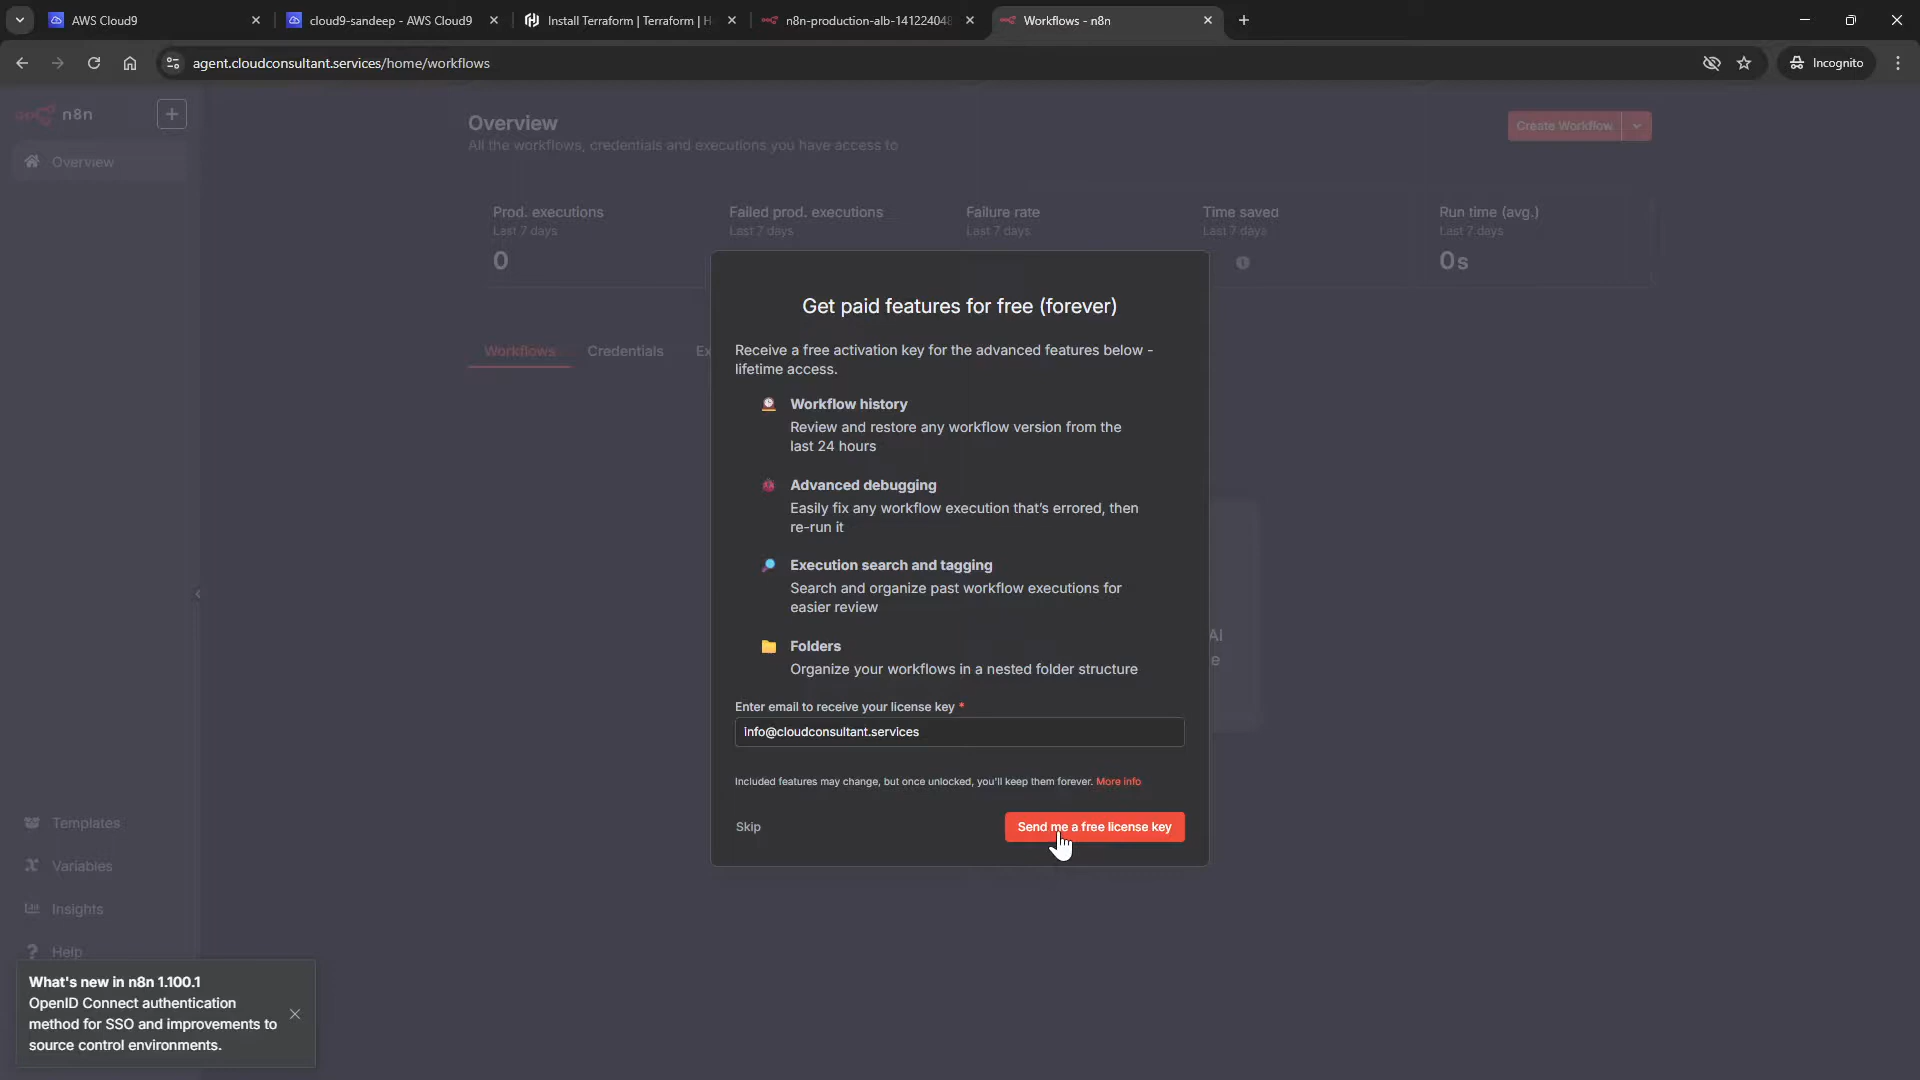 AWS Cloud9
cloud9-sandeep - AWS Cloud9
Install Terraform | Terraform | H
n8n-production-alb-14122404
Workflows - n8n
agent.cloudconsultant.services/home/workflows
Incognito
n8n
Overview
Overview
All the workflows, credentials and executions you have access to
Create Workflow
Prod. executions
Last 7 days
0
Failed prod. executions
Last 7 days
Failure rate
Last 7 days
Time saved
Last 7 days
Run time (avg.)
Last 7 days
0s
Workflows
Credentials
Ex
Get paid features for free (forever)
Receive a free activation key for the advanced features below -
lifetime access.
Workflow history
Review and restore any workflow version from the
last 24 hours
Advanced debugging
Easily fix any workflow execution that's errored, then
re-run it
Execution search and tagging
Search and organize past workflow executions for
easier review
Folders
Organize your workflows in a nested folder structure
AI
e
Enter email to receive your license key *
info@cloudconsultant.services
Included features may change, but once unlocked, you'll keep them forever. More info
Skip
Send me a free license key
Templates
Variables
Insights
Help
What's new in n8n 1.100.1
OpenID Connect authentication
method for SSO and improvements to
source control environments.